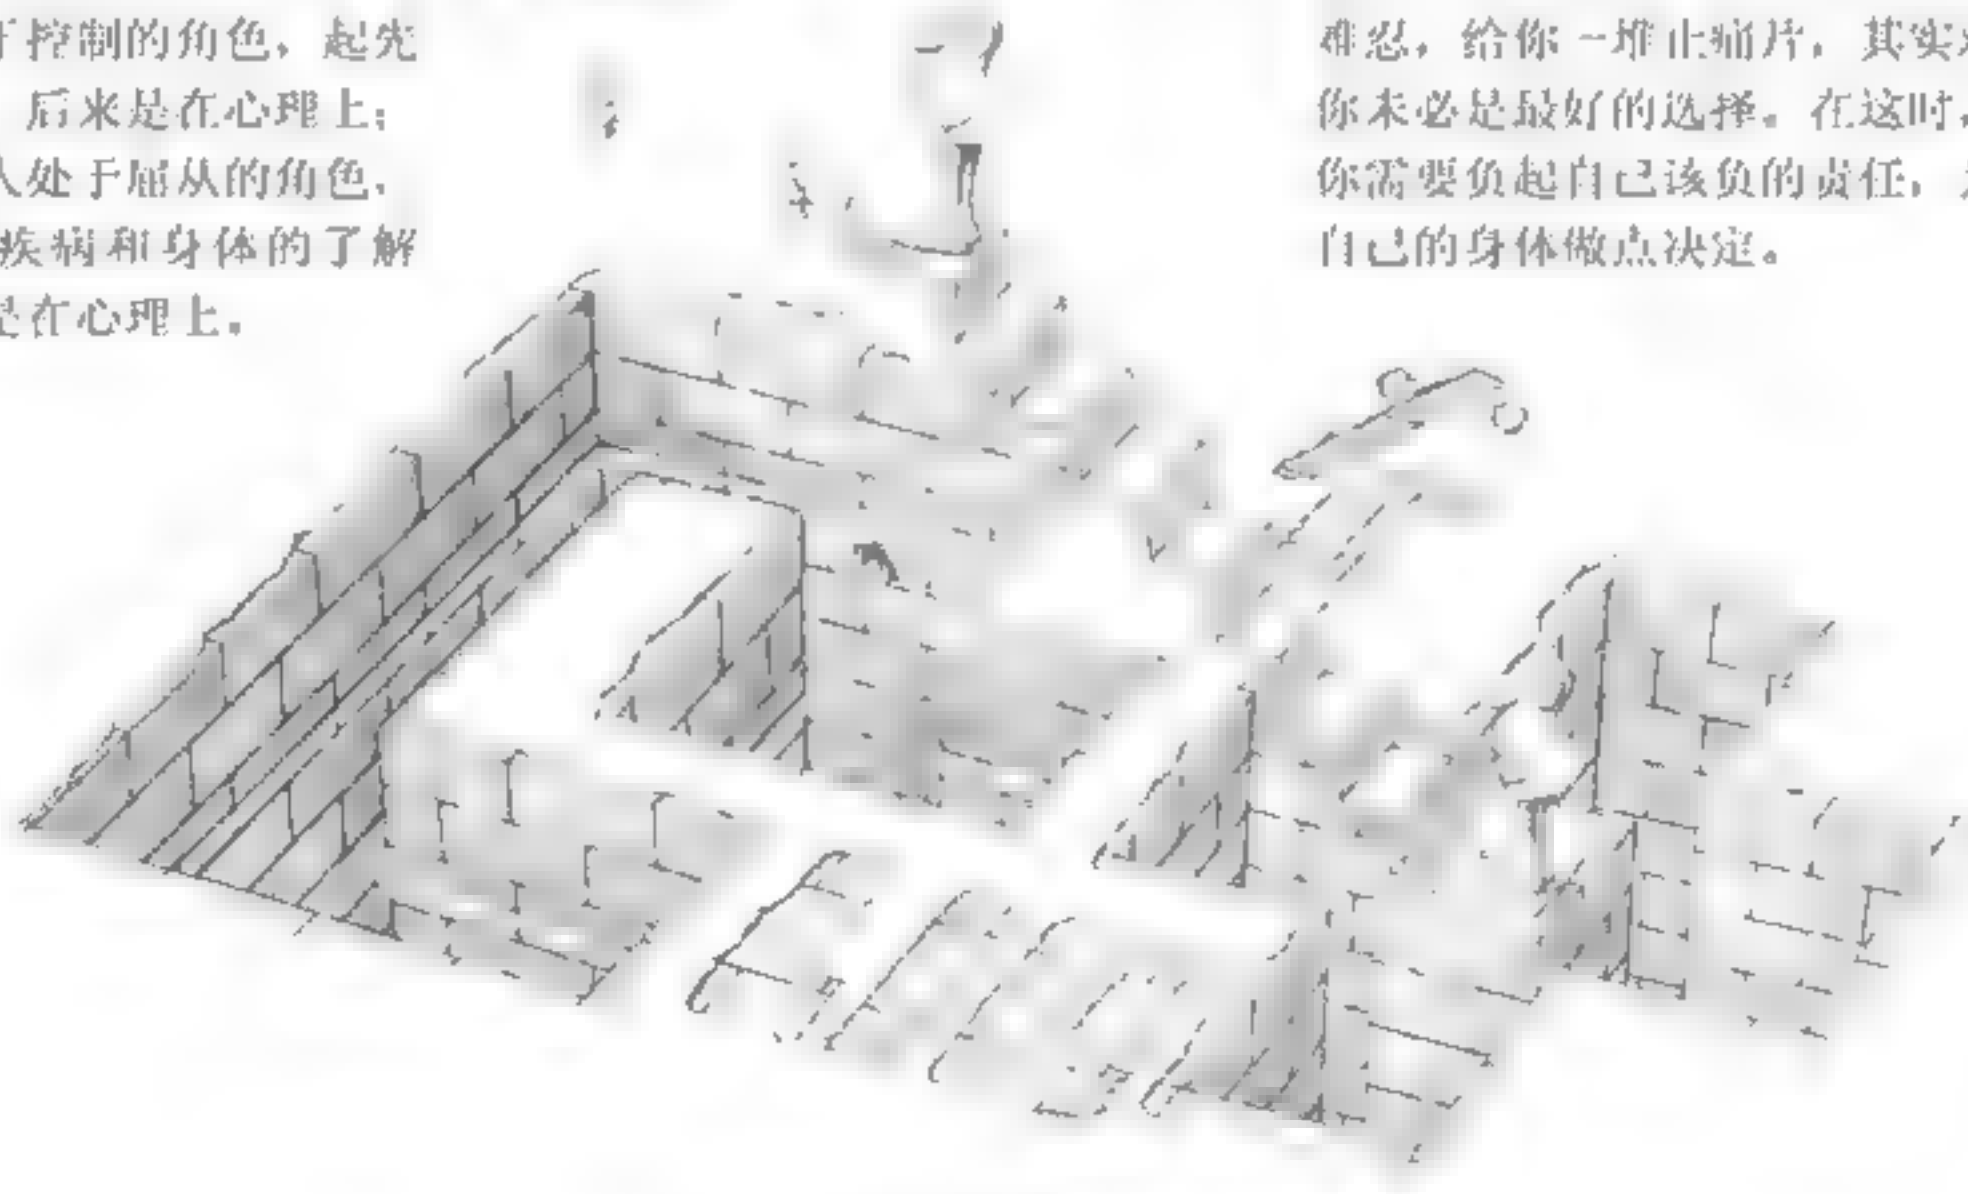 控制的角色，起先
后来是在心理上；
处于屈从的角色，
疾病和身体的了解
是在心理上。
难忍，给你一堆止痛片，其实
你未必是最好的选择。在这时，
你需要负起自己该负的责任，
自己的身体做点决定。